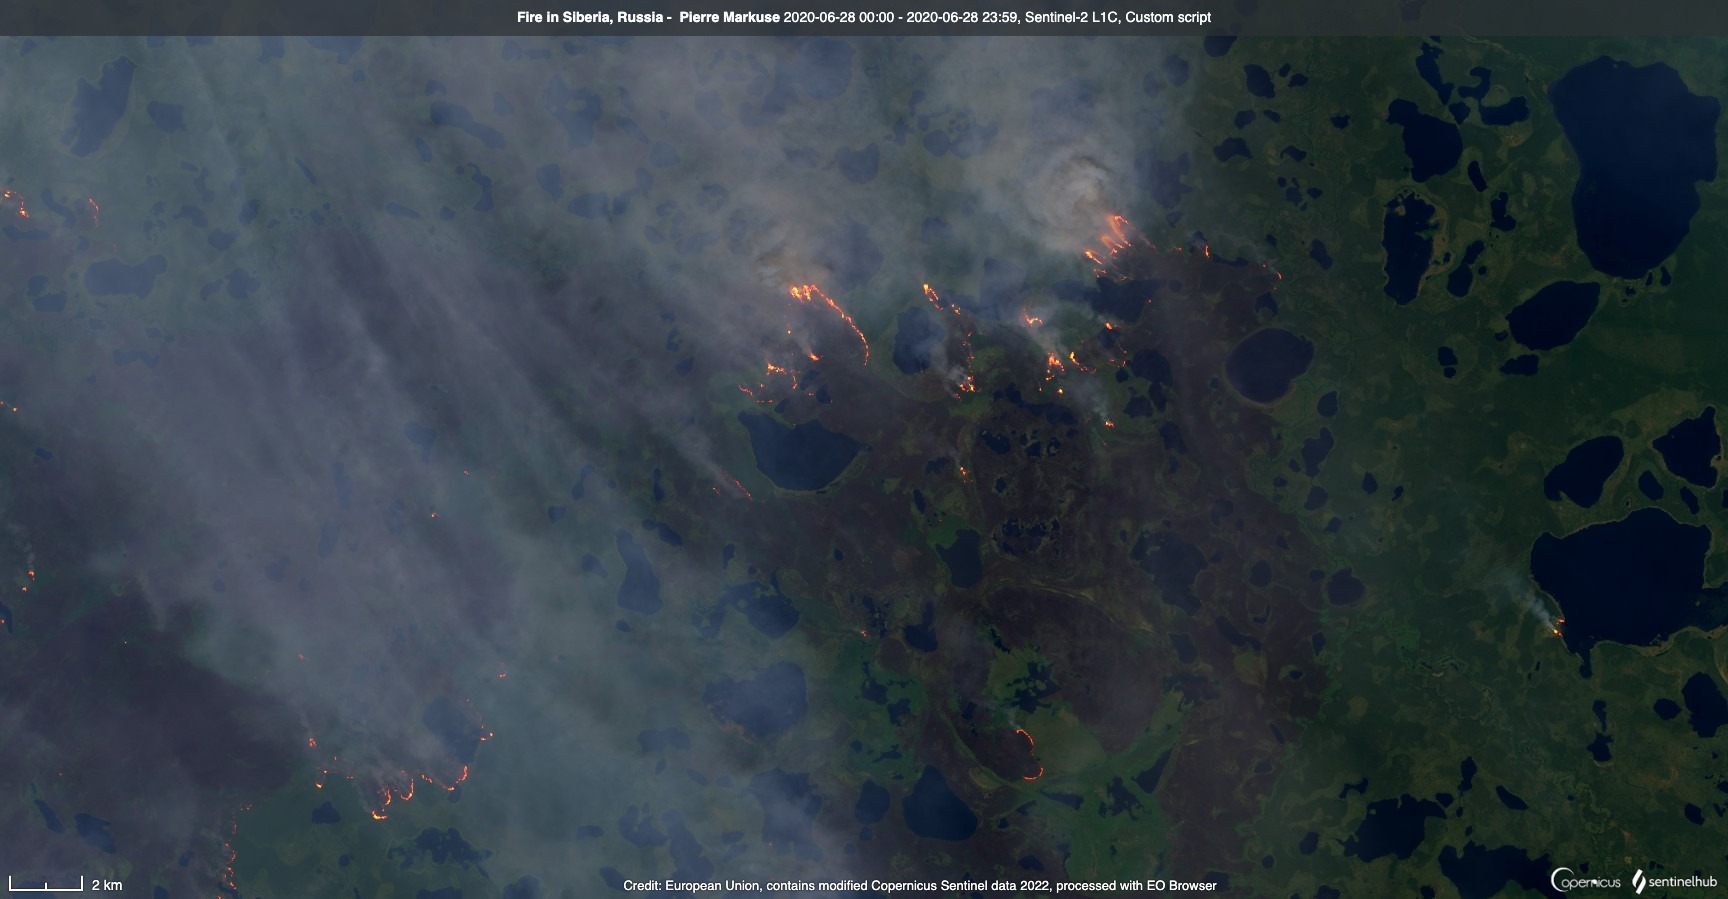 Fire in Siberia, Russia - Pierre Markuse 2020-06-28 00:00 - 2020-06-28 23:59, Sentinel-2 L1C, Custom script
2 km
Credit: European Union, contains modified Copernicus Sentinel data 2022, processed with EO Browser
Copernicus
sentinelhub